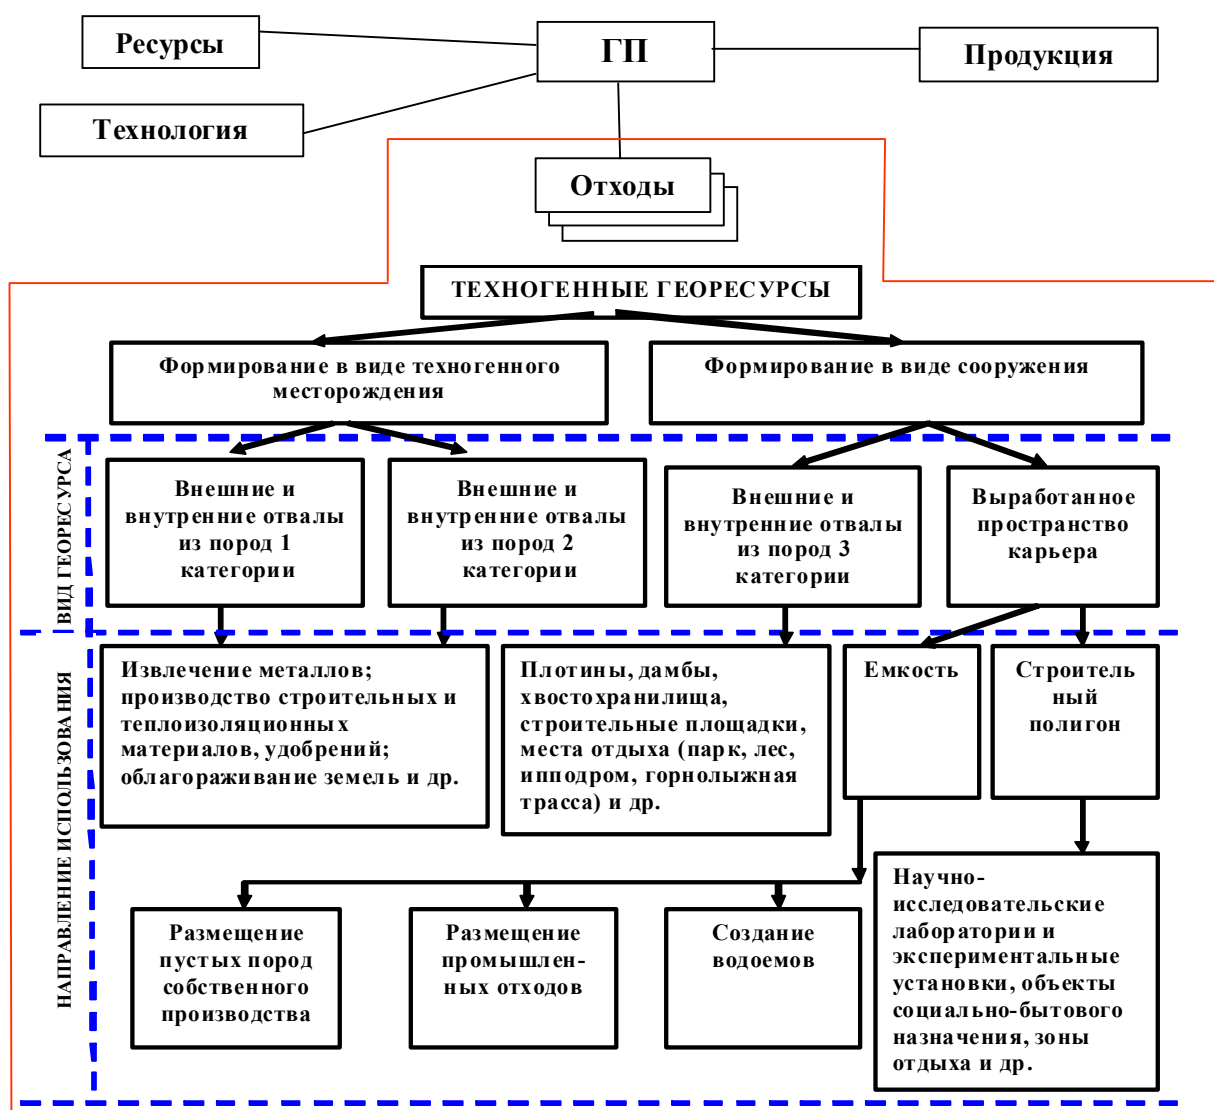 Ресурсы
ГП
Продукция
Технология
Отходы
ТЕХНОГЕННЫЕ ГЕОРЕСУРСЫ
Формирование в виде техногенного
месторождения
Формирование в виде сооружения
ВИД ГЕОРЕСУРСА
Внешние и
внутренние отвалы
из пород 1
категории
Внешние и
внутренние отвалы
из пород 2
категории
Внешние и
внутренние отвалы
из пород 3
категории
Выработанное
пространство
карьера
НАПРАВЛЕНИЕ ИСПОЛЬЗОВАНИЯ
Извлечение металлов;
производство строительных и
теплоизоляционных
материалов, удобрений;
облагораживание земель и др.
Плотины, дамбы,
хвостохранилища,
строительные площадки,
места отдыха (парк, лес,
ипподром, горнолыжная
трасса) и др.
Емкость
Строитель
ный
полигон
Размещение
пустых пород
собственного
производства
Размещение
промышлен-
ных отходов
Создание
водоемов
Научно-
исследовательские
лаборатории и
экспериментальные
установки, объекты
социально-бытового
назначения, зоны
отдыха и др.